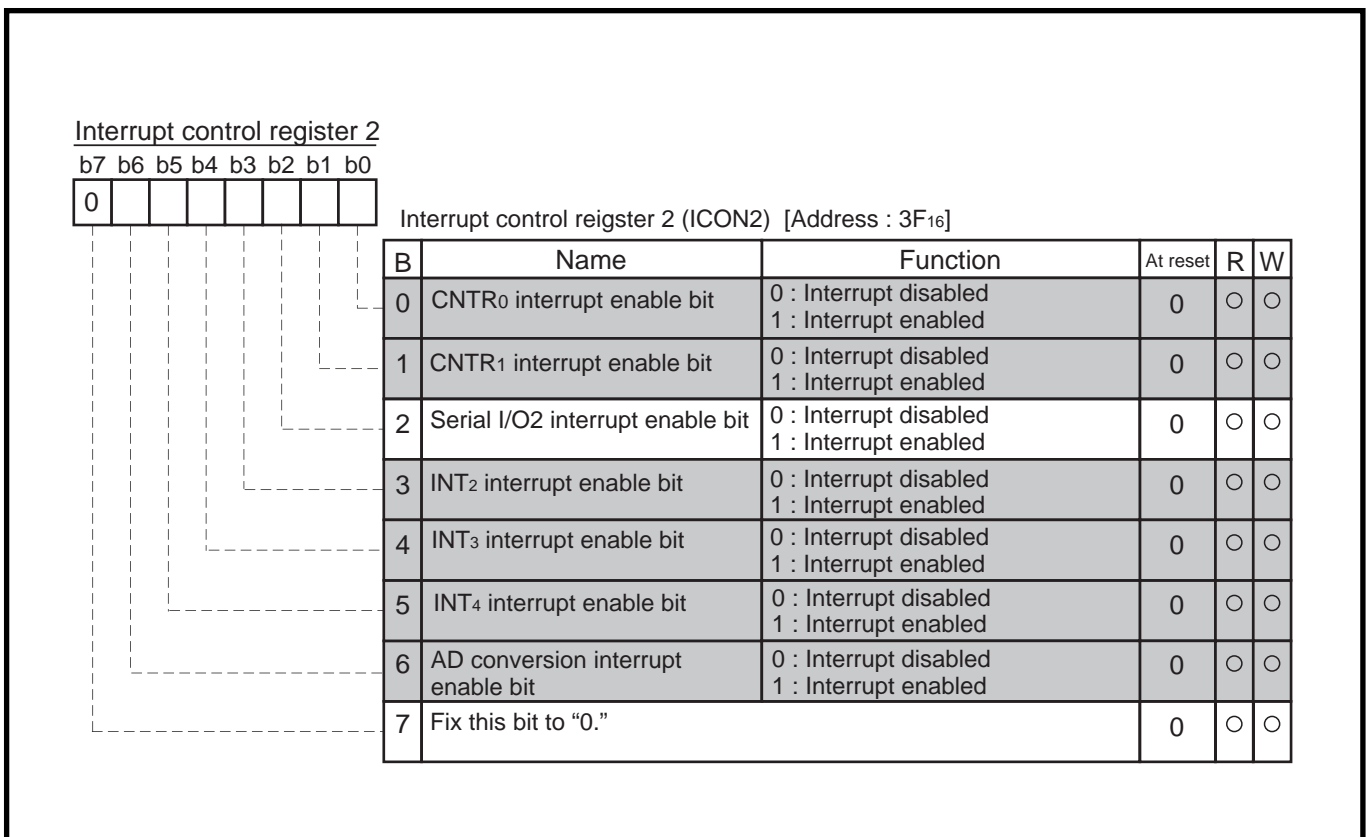 Interrupt control register 2
b7 b6 b5 b4 b3 b2 b1 b0
0
Interrupt control reigster 2 (ICON2) [Address : 3F16]
B Name Function At reset R W
0 CNTR0 interrupt enable bit 0 : Interrupt disabled 0 ○ ○
1 : Interrupt enabled
1 CNTR1 interrupt enable bit 0 : Interrupt disabled 0 ○ ○
1 : Interrupt enabled
2 Serial I/O2 interrupt enable bit 0 : Interrupt disabled 0 ○ ○
1 : Interrupt enabled
3 INT2 interrupt enable bit 0 : Interrupt disabled 0 ○ ○
1 : Interrupt enabled
4 INT3 interrupt enable bit 0 : Interrupt disabled 0 ○ ○
1 : Interrupt enabled
5 INT4 interrupt enable bit 0 : Interrupt disabled 0 ○ ○
1 : Interrupt enabled
6 AD conversion interrupt 0 : Interrupt disabled 0 ○ ○
enable bit 1 : Interrupt enabled
7 Fix this bit to “0.” 0 ○ ○